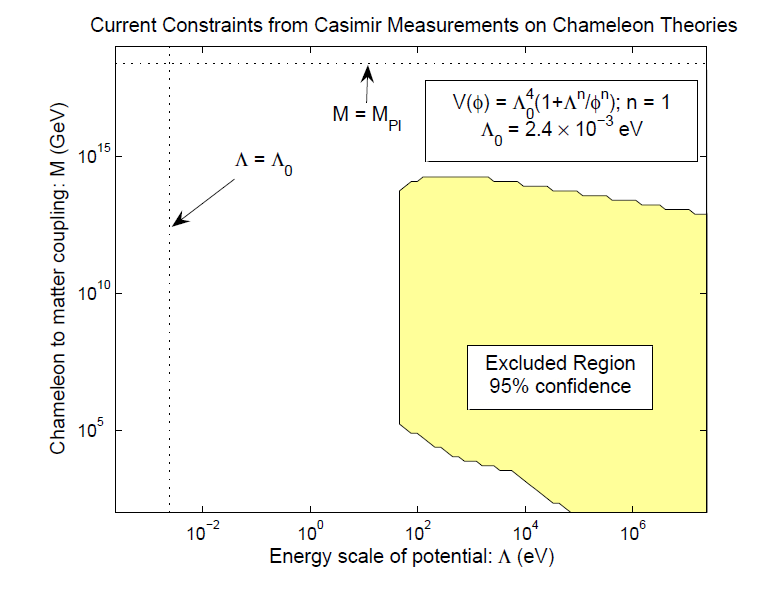 Current Constraints from Casimir Measurements on Chameleon Theories
Chameleon to matter coupling: M (GeV)
M = M_Pl
V(ϕ) = Λ₀⁴(1+Λⁿ/ϕⁿ); n = 1
Λ₀ = 2.4 × 10⁻³ eV
10¹⁵
Λ = Λ₀
10¹⁰
Excluded Region
95% confidence
10⁵
10⁻² 10⁰ 10² 10⁴ 10⁶
Energy scale of potential: Λ (eV)